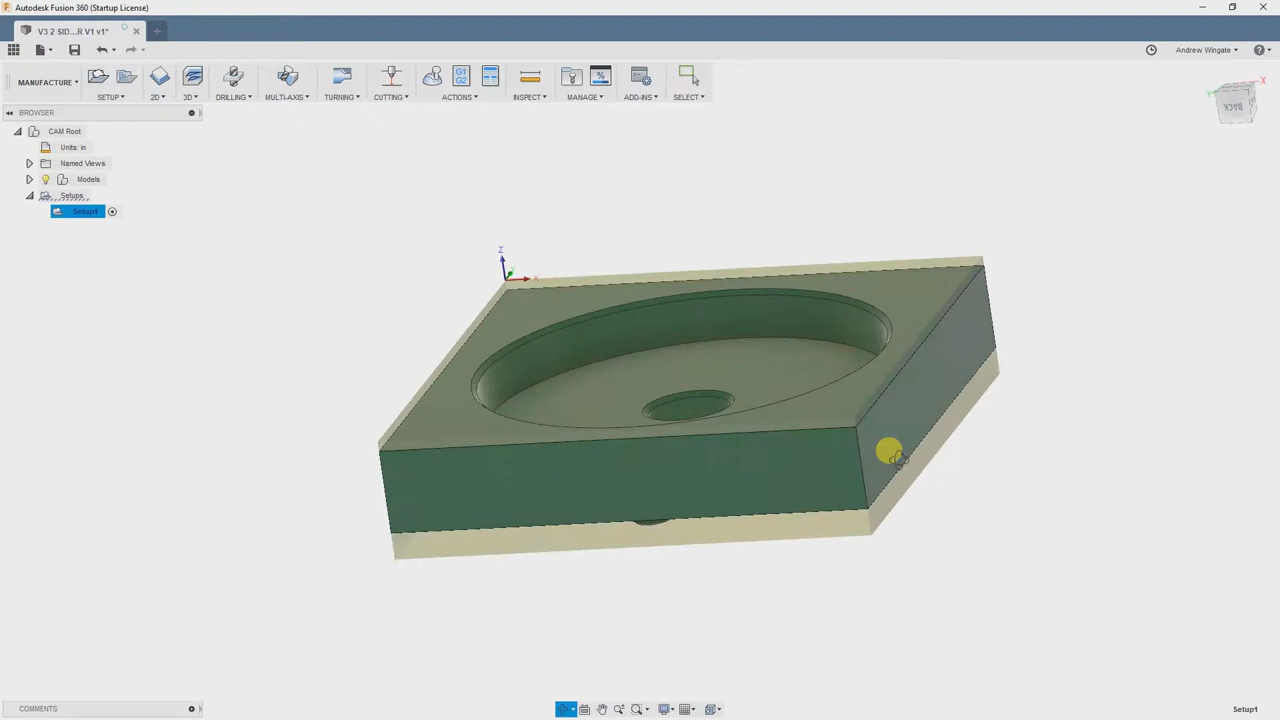 Autodesk Fusion 360 (Startup License)
V3 2 SID...R V1 v1*
Andrew Wingate
MANUFACTURE
SETUP
2D
3D
DRILLING
MULTI-AXIS
TURNING
CUTTING
G1
G2
ACTIONS
INSPECT
%
MANAGE
ADD-INS
SELECT
BROWSER
CAM Root
Units: in
Named Views
Models
Setups
Setup1
X
Y
BACK
Z
X
COMMENTS
Setup1